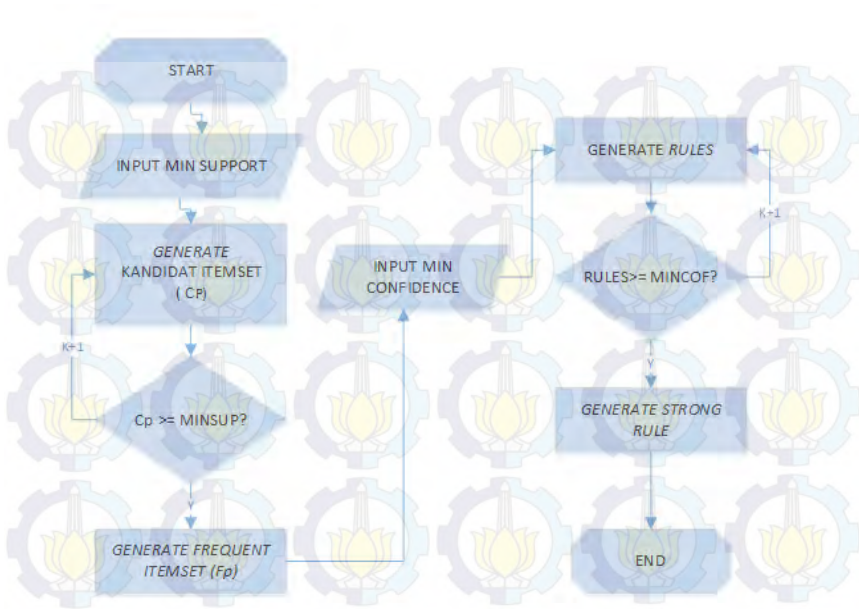 START
INPUT MIN SUPPORT
GENERATE
KANDIDAT ITEMSET
( CP)
K+1
Cp >= MINSUP?
Y
GENERATE FREQUENT
ITEMSET (Fp)
INPUT MIN
CONFIDENCE
GENERATE RULES
K+1
RULES>= MINCOF?
Y
GENERATE STRONG
RULE
END